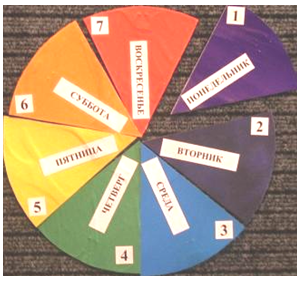 1
ПОНЕДЕЛЬНИК
2
ВТОРНИК
3
СРЕДА
4
ЧЕТВЕРГ
5
ПЯТНИЦА
6
СУББОТА
7
ВОСКРЕСЕНЬЕ